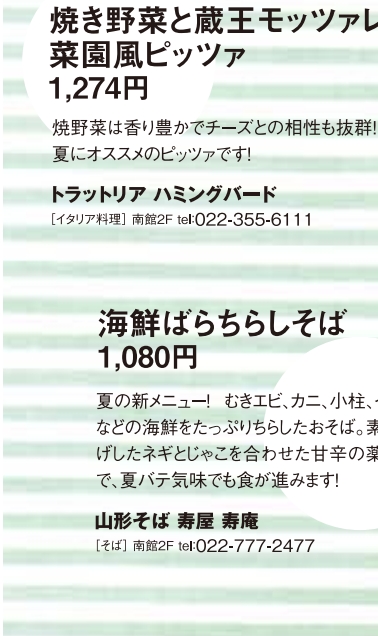 焼き野菜と蔵王モッツァレ
菜園風ピッツァ
1,274円
焼野菜は香り豊かでチーズとの相性も抜群!
夏にオススメのピッツァです!
トラットリア ハミングバード
[イタリア料理] 南館2F tel:022-355-6111
海鮮ばらちらしそば
1,080円
夏の新メニュー! むきエビ、カニ、小柱、
などの海鮮をたっぷりちらしたおそば。素
げしたネギとじゃこを合わせた甘辛の薬
で、夏バテ気味でも食が進みます!
山形そば 寿屋 寿庵
[そば] 南館2F tel:022-777-2477